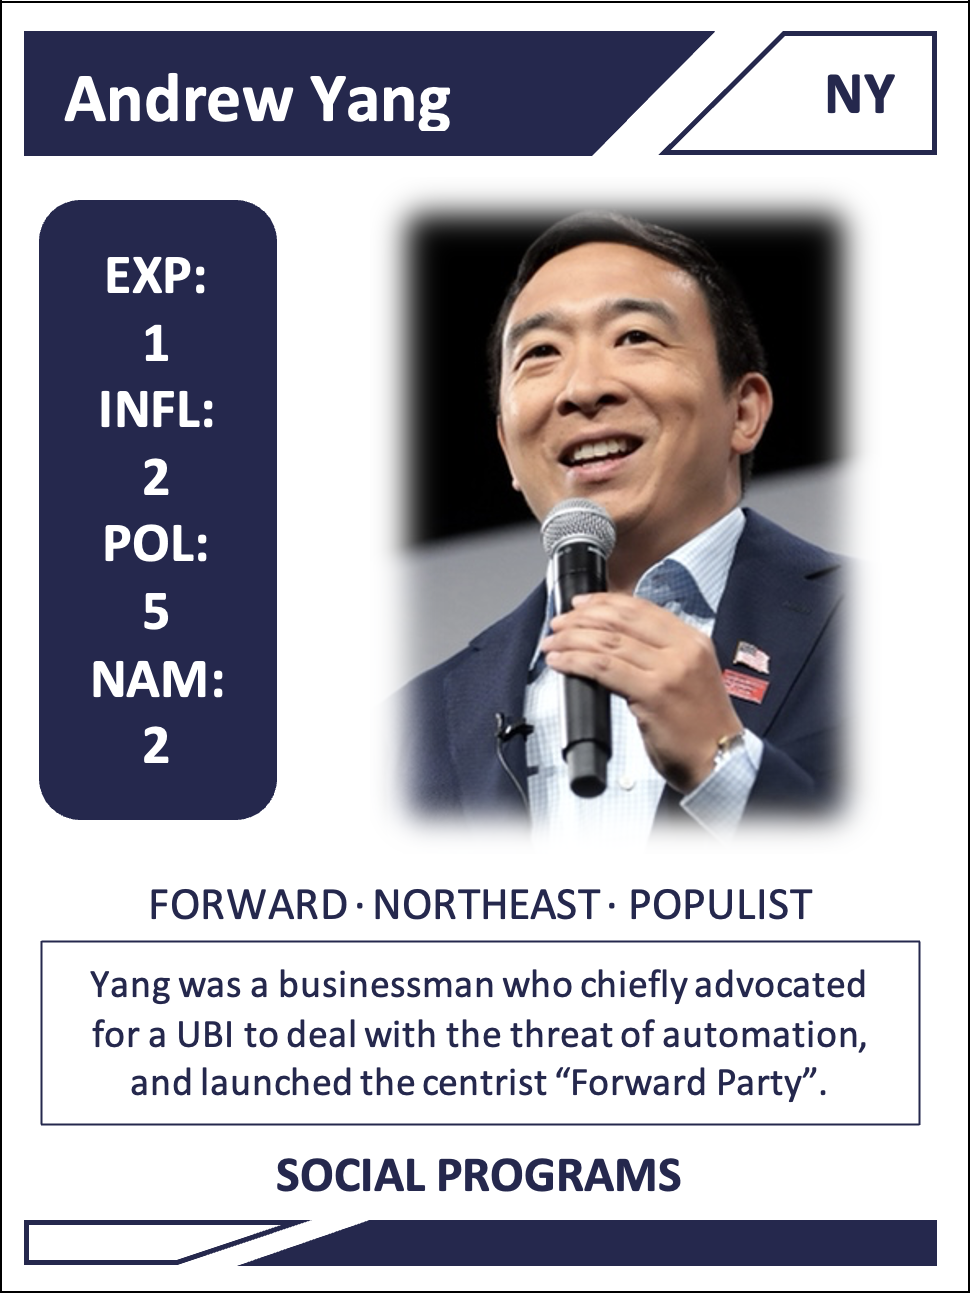 Andrew Yang
NY
EXP:
1
INFL:
2
POL:
5
NAM:
2
FORWARD · NORTHEAST · POPULIST
Yang was a businessman who chiefly advocated
for a UBI to deal with the threat of automation,
and launched the centrist “Forward Party”.
SOCIAL PROGRAMS